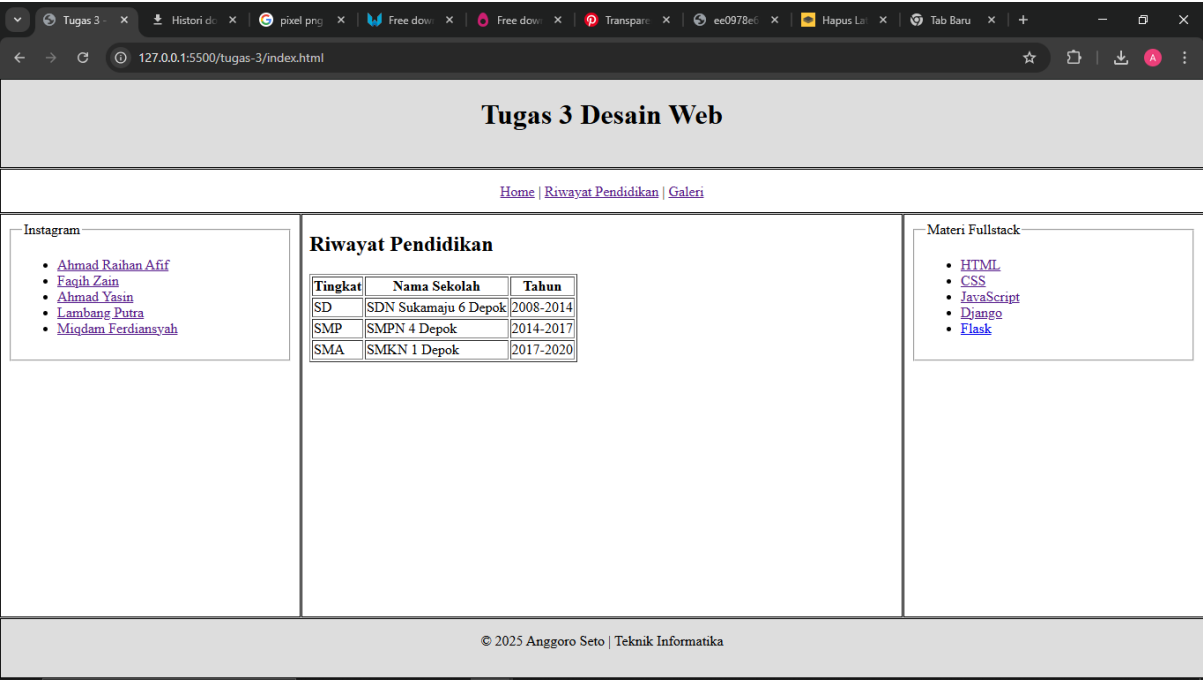 Tugas 3 -
Histori do
pixel png
Free down
Free down
Transpare
ee0978e6
Hapus Lat
Tab Baru
127.0.0.1:5500/tugas-3/index.html
A
Tugas 3 Desain Web
Home | Riwayat Pendidikan | Galeri
Instagram
Ahmad Raihan Afif
Faqih Zain
Ahmad Yasin
Lambang Putra
Miqdam Ferdiansyah
Riwayat Pendidikan
Tingkat Nama Sekolah Tahun
SD SDN Sukamaju 6 Depok 2008-2014
SMP SMPN 4 Depok 2014-2017
SMA SMKN 1 Depok 2017-2020
Materi Fullstack
HTML
CSS
JavaScript
Django
Flask
© 2025 Anggoro Seto | Teknik Informatika